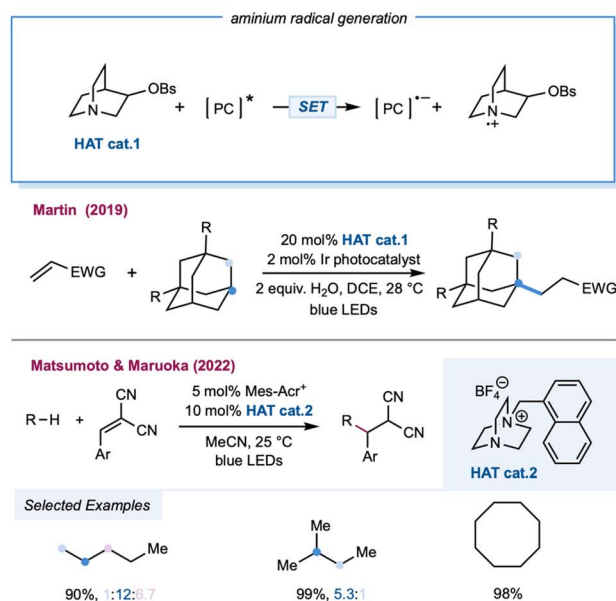 aminium radical generation
OBs
N
HAT cat.1
+
[PC]*
SET
[PC]•−
+
OBs
N
•+
Martin (2019)
EWG
+
R
R
20 mol% HAT cat.1
2 mol% Ir photocatalyst
2 equiv. H₂O, DCE, 28 °C
blue LEDs
R
R
EWG
Matsumoto & Maruoka (2022)
R–H
+
CN
CN
Ar
5 mol% Mes-Acr⁺
10 mol% HAT cat.2
MeCN, 25 °C
blue LEDs
CN
R
CN
Ar
BF₄⊖
N
⊕
N
HAT cat.2
Selected Examples
Me
90%, 1:12:6.7
Me
Me
Me
99%, 5.3:1
98%